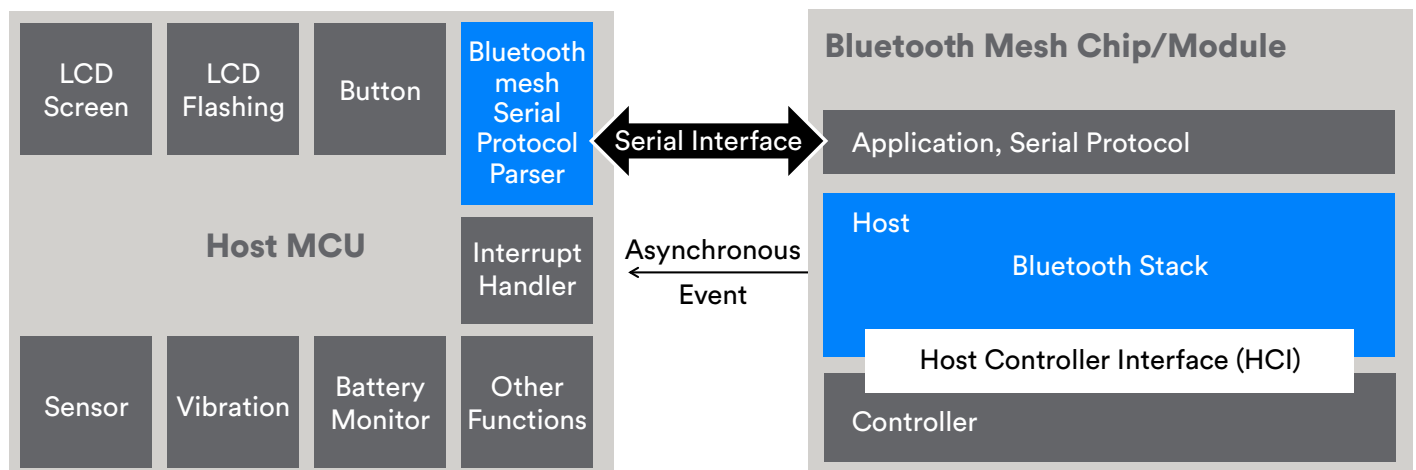 LCD
Screen
LCD
Flashing
Button
Bluetooth
mesh
Serial
Protocol
Parser
Host MCU
Interrupt
Handler
Sensor
Vibration
Battery
Monitor
Other
Functions
Serial Interface
Asynchronous
Event
Bluetooth Mesh Chip/Module
Application, Serial Protocol
Host
Bluetooth Stack
Host Controller Interface (HCI)
Controller